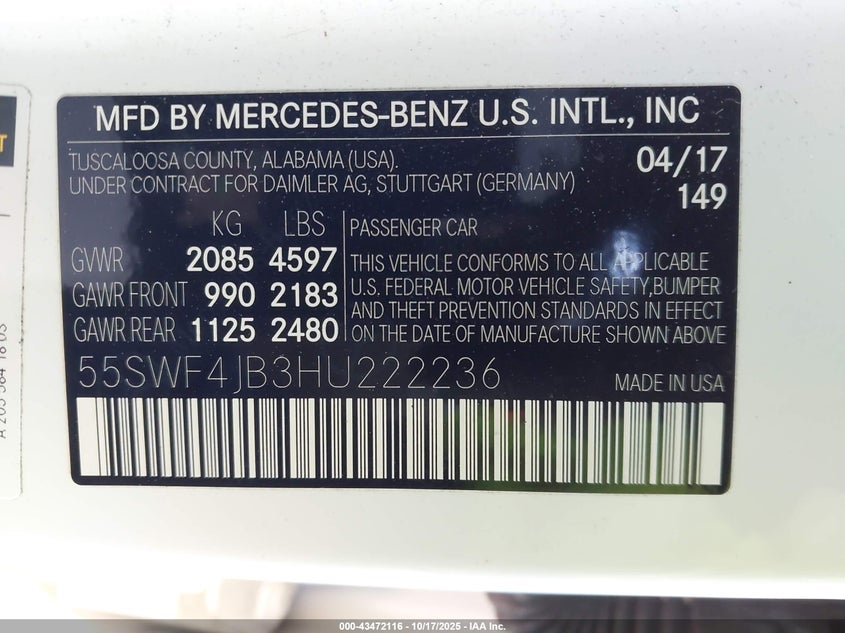 MFD BY MERCEDES-BENZ U.S. INTL., INC
TUSCALOOSA COUNTY, ALABAMA (USA).
UNDER CONTRACT FOR DAIMLER AG, STUTTGART (GERMANY)
04/17
149
KG LBS
GVWR 2085 4597
GAWR FRONT 990 2183
GAWR REAR 1125 2480
PASSENGER CAR
THIS VEHICLE CONFORMS TO ALL APPLICABLE
U.S. FEDERAL MOTOR VEHICLE SAFETY,BUMPER
AND THEFT PREVENTION STANDARDS IN EFFECT
ON THE DATE OF MANUFACTURE SHOWN ABOVE
55SWF4JB3HU222236
MADE IN USA
000-43472116 - 10/17/2025 - IAA Inc.